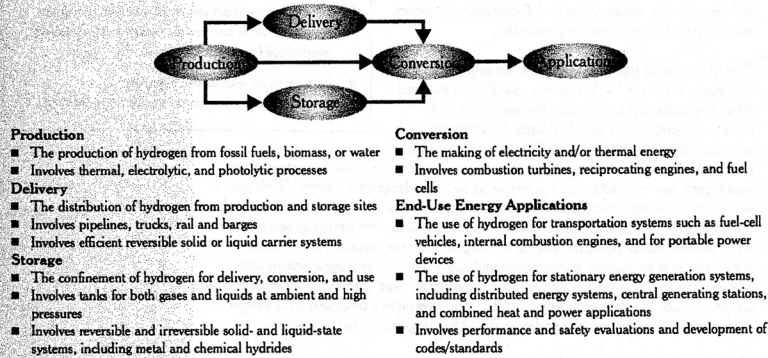 Delivery
Production
Conversion
Application
Storage
Production
■ The production of hydrogen from fossil fuels, biomass, or water
■ Involves thermal, electrolytic, and photolytic processes
Delivery
■ The distribution of hydrogen from production and storage sites
■ Involves pipelines, trucks, rail and barges
■ Involves efficient reversible solid or liquid carrier systems
Storage
■ The confinement of hydrogen for delivery, conversion, and use
■ Involves tanks for both gases and liquids at ambient and high
pressures
■ Involves reversible and irreversible solid- and liquid-state
systems, including metal and chemical hydrides
Conversion
■ The making of electricity and/or thermal energy
■ Involves combustion turbines, reciprocating engines, and fuel
cells
End-Use Energy Applications
■ The use of hydrogen for transportation systems such as fuel-cell
vehicles, internal combustion engines, and for portable power
devices
■ The use of hydrogen for stationary energy generation systems,
including distributed energy systems, central generating stations,
and combined heat and power applications
■ Involves performance and safety evaluations and development of
codes/standards